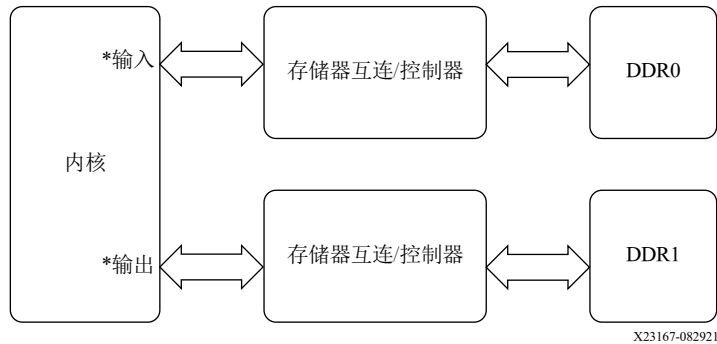 *输入
存储器互连/控制器
DDR0
内核
*输出
存储器互连/控制器
DDR1
X23167-082921